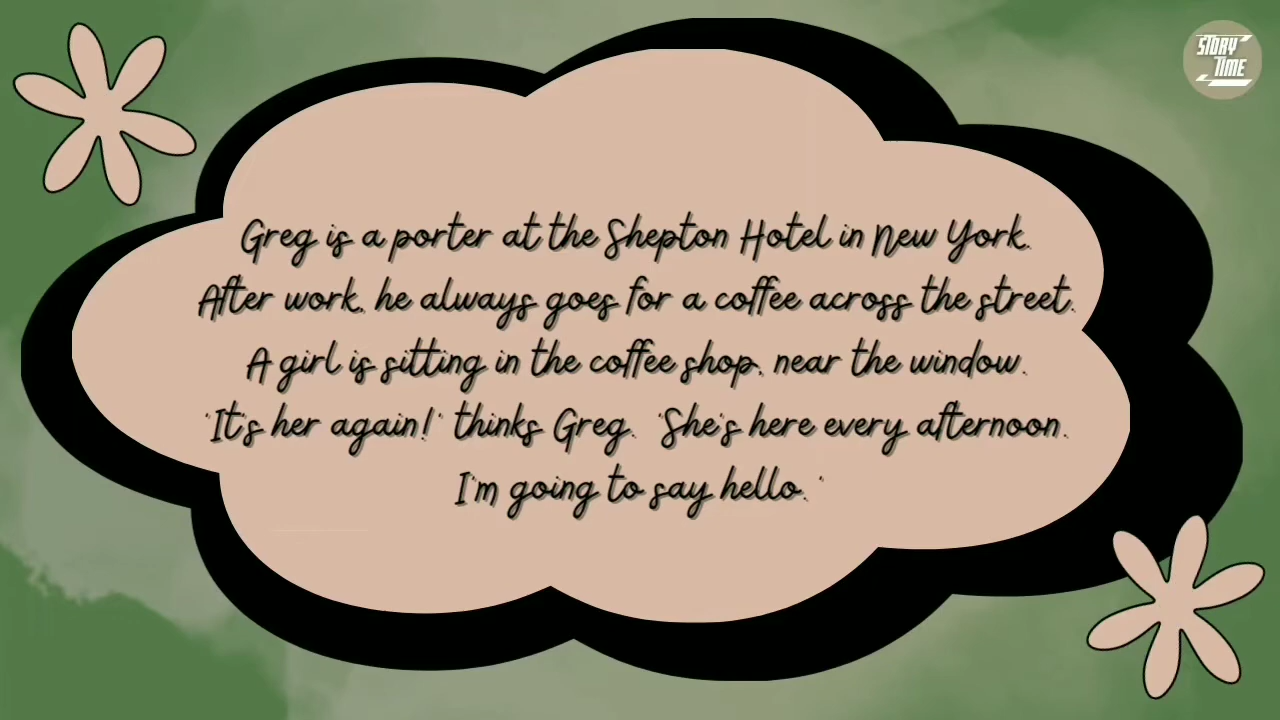 STORY
TIME
Greg is a porter at the Shepton Hotel in New York.
After work, he always goes for a coffee across the street.
A girl is sitting in the coffee shop, near the window.
'It's her again!' thinks Greg. 'She's here every afternoon.
I'm going to say hello.'